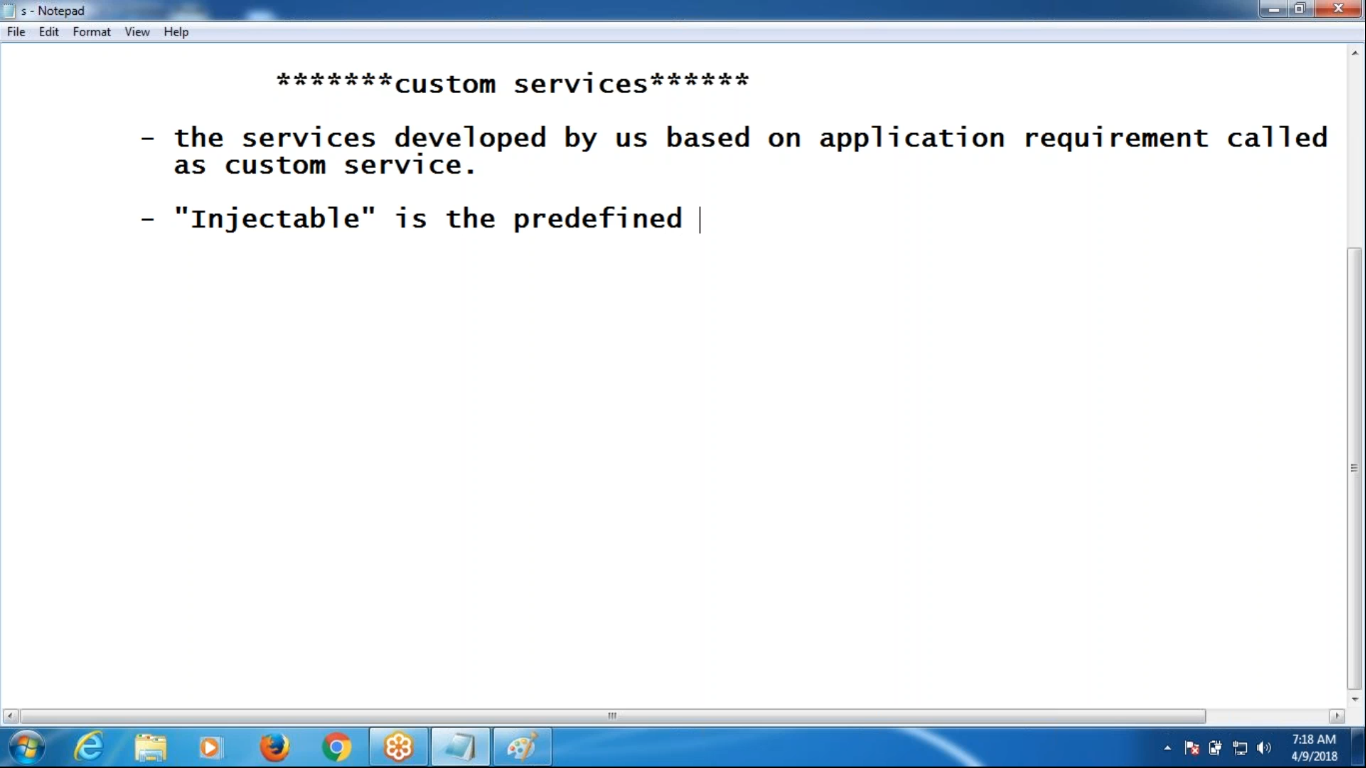 s - Notepad
File Edit Format View Help
*******custom services******
- the services developed by us based on application requirement called
as custom service.
- "Injectable" is the predefined
7:18 AM
4/9/2018